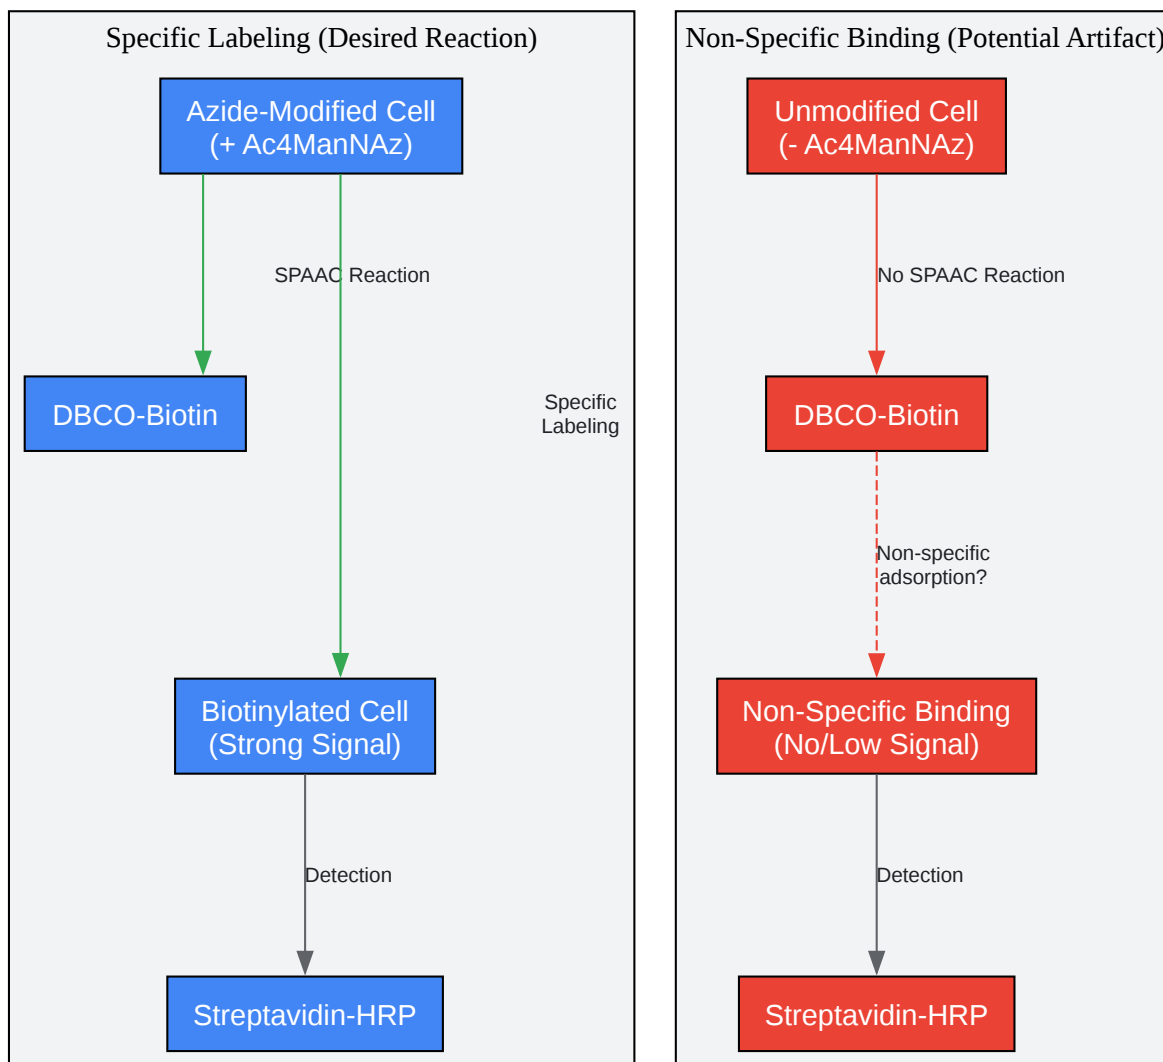 Specific Labeling (Desired Reaction)
Azide-Modified Cell
(+ Ac4ManNAz)
SPAAC Reaction
DBCO-Biotin
Specific
Labeling
Biotinylated Cell
(Strong Signal)
Detection
Streptavidin-HRP
Non-Specific Binding (Potential Artifact)
Unmodified Cell
(- Ac4ManNAz)
No SPAAC Reaction
DBCO-Biotin
Non-specific
adsorption?
Non-Specific Binding
(No/Low Signal)
Detection
Streptavidin-HRP